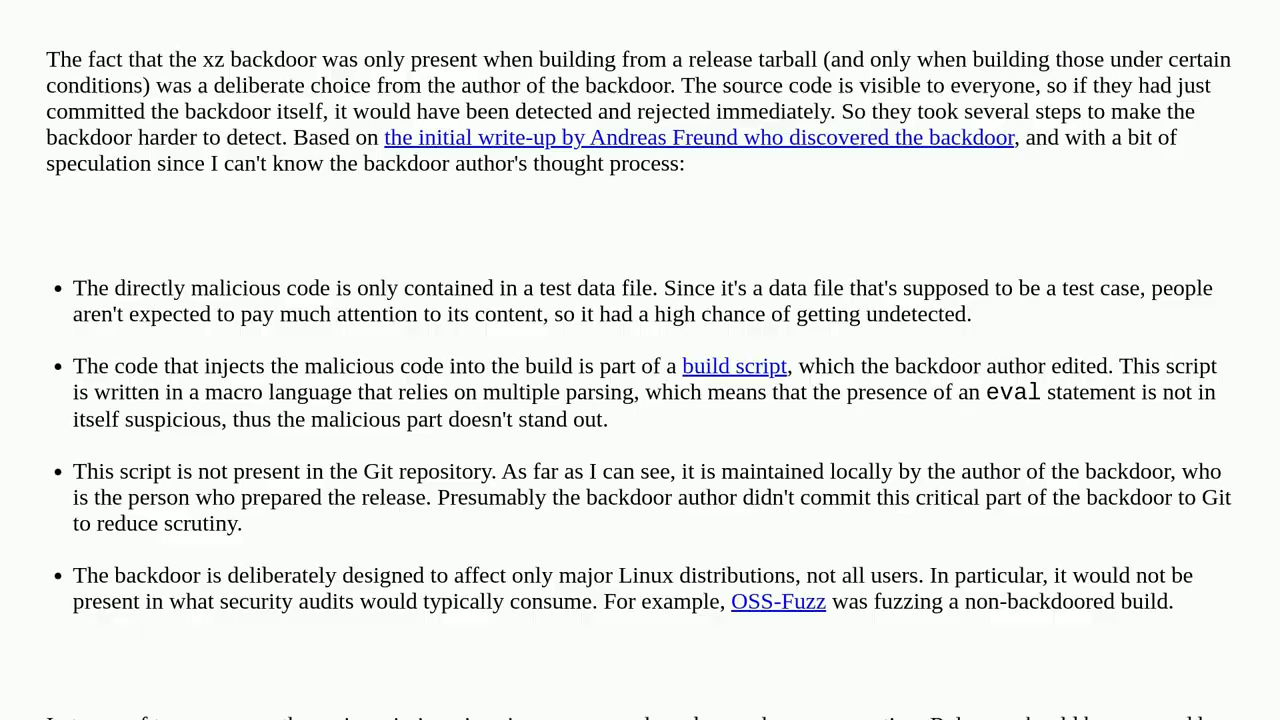 The fact that the xz backdoor was only present when building from a release tarball (and only when building those under certain
conditions) was a deliberate choice from the author of the backdoor. The source code is visible to everyone, so if they had just
committed the backdoor itself, it would have been detected and rejected immediately. So they took several steps to make the
backdoor harder to detect. Based on the initial write-up by Andreas Freund who discovered the backdoor, and with a bit of
speculation since I can't know the backdoor author's thought process:
• The directly malicious code is only contained in a test data file. Since it's a data file that's supposed to be a test case, people
aren't expected to pay much attention to its content, so it had a high chance of getting undetected.
• The code that injects the malicious code into the build is part of a build script, which the backdoor author edited. This script
is written in a macro language that relies on multiple parsing, which means that the presence of an eval statement is not in
itself suspicious, thus the malicious part doesn't stand out.
• This script is not present in the Git repository. As far as I can see, it is maintained locally by the author of the backdoor, who
is the person who prepared the release. Presumably the backdoor author didn't commit this critical part of the backdoor to Git
to reduce scrutiny.
• The backdoor is deliberately designed to affect only major Linux distributions, not all users. In particular, it would not be
present in what security audits would typically consume. For example, OSS-Fuzz was fuzzing a non-backdoored build.